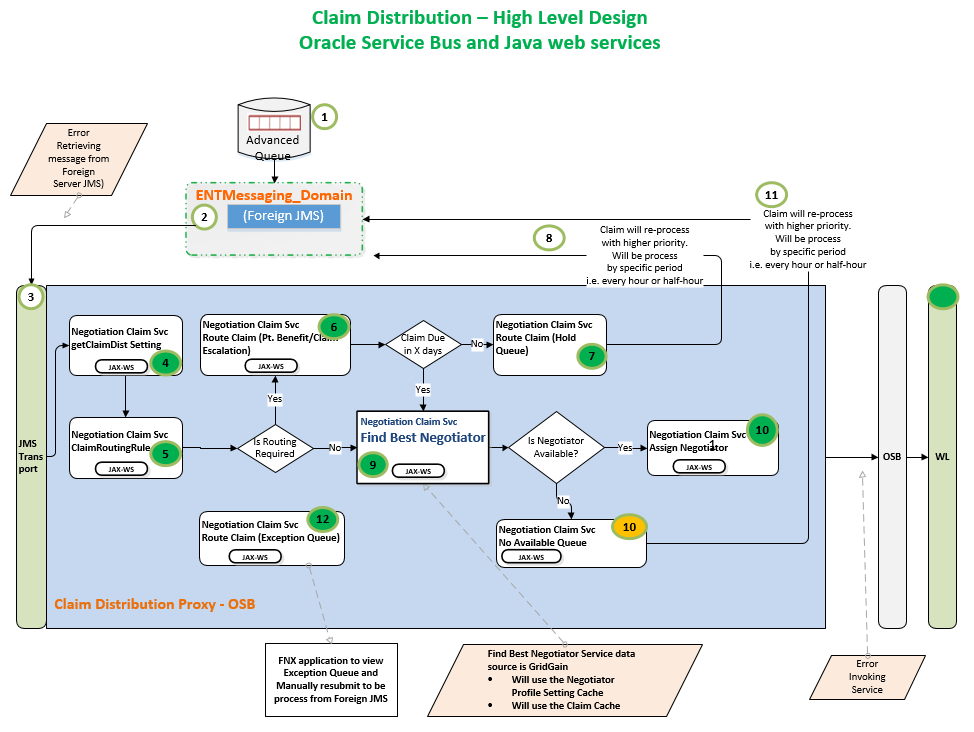 Claim Distribution – High Level Design
Oracle Service Bus and Java web services
1
Advanced
Queue
Error
Retrieving
message from
Foreign
Server JMS)
ENTMessaging_Domain
2
(Foreign JMS)
11
Claim will re-process
with higher priority.
Will be process
by specific period
i.e. every hour or half-hour
8
Claim will re-process
with higher priority.
Will be process
by specific period
i.e. every hour or half-hour
3
JMS
Trans
port
Negotiation Claim Svc
getClaimDist Setting
4
JAX-WS
Negotiation Claim Svc
Route Claim (Pt. Benefit/Claim
Escalation)
6
JAX-WS
Claim Due
in X days
No
Yes
Negotiation Claim Svc
Route Claim (Hold
Queue)
7
Negotiation Claim Svc
ClaimRoutingRule
5
JAX-WS
Yes
Is Routing
Required
No
Negotiation Claim Svc
Find Best Negotiator
9
JAX-WS
Is Negotiator
Available?
Yes
No
Negotiation Claim Svc
Assign Negotiator
10
1
JAX-WS
OSB
WL
Negotiation Claim Svc
Route Claim (Exception Queue)
12
JAX-WS
Negotiation Claim Svc
No Available Queue
10
JAX-WS
Claim Distribution Proxy - OSB
FNX application to view
Exception Queue and
Manually resubmit to be
process from Foreign JMS
Find Best Negotiator Service data
source is GridGain
• Will use the Negotiator
Profile Setting Cache
• Will use the Claim Cache
Error
Invoking
Service